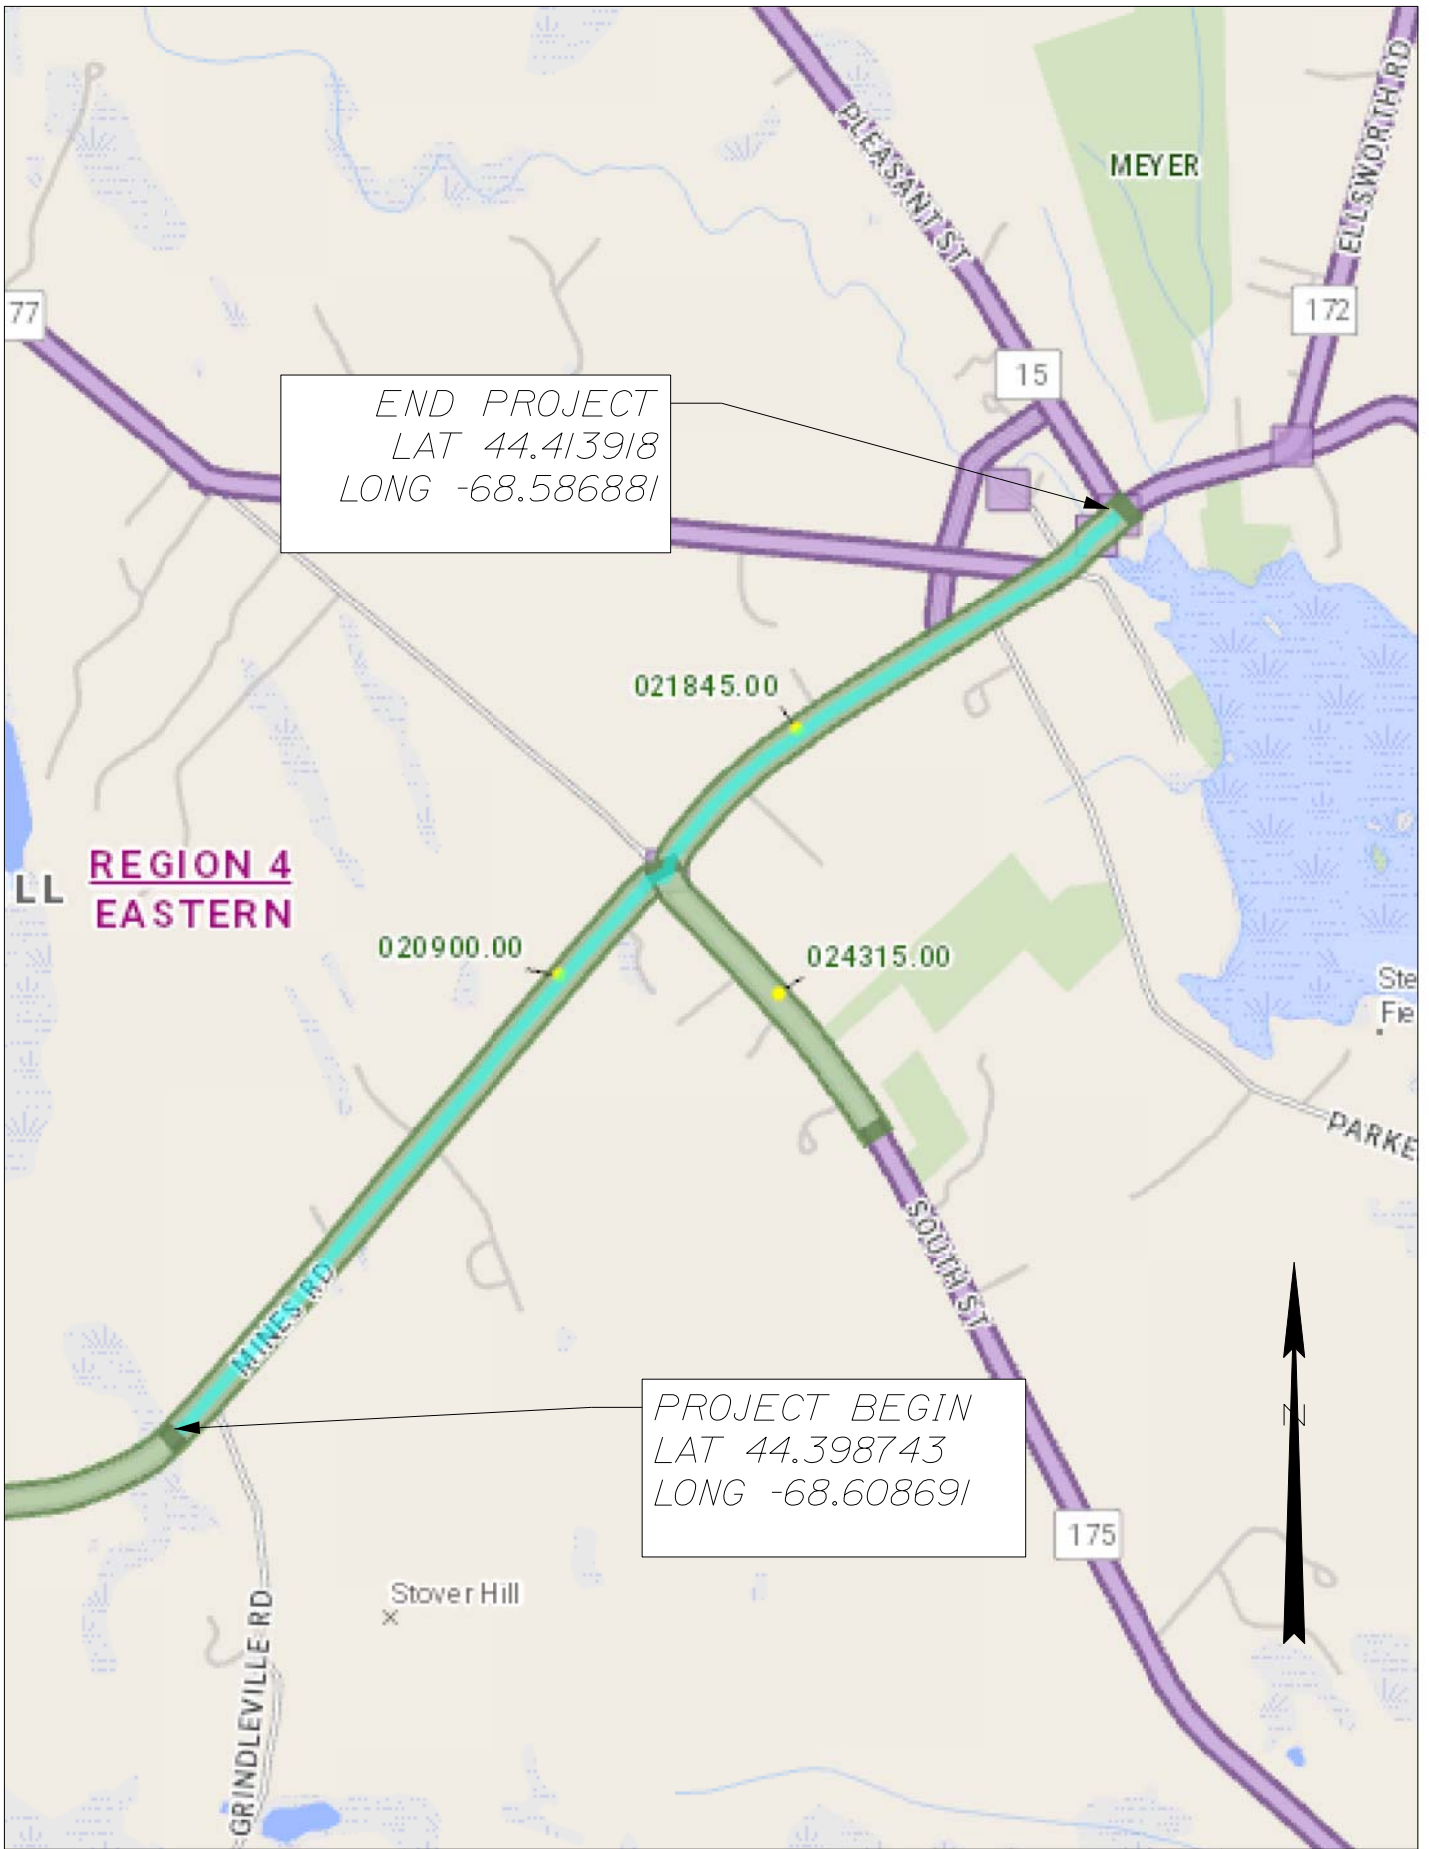 PLEASANT ST
MEYER
ELLSWORTH RD
77
172
15
END PROJECT
LAT 44.413918
LONG -68.586881
021845.00
REGION 4
EASTERN
LL
020900.00
024315.00
Ste
Fie
PARKE
MINES RD
SOUTH ST
PROJECT BEGIN
LAT 44.398743
LONG -68.608691
N
175
Stover Hill
GRINDLEVILLE RD